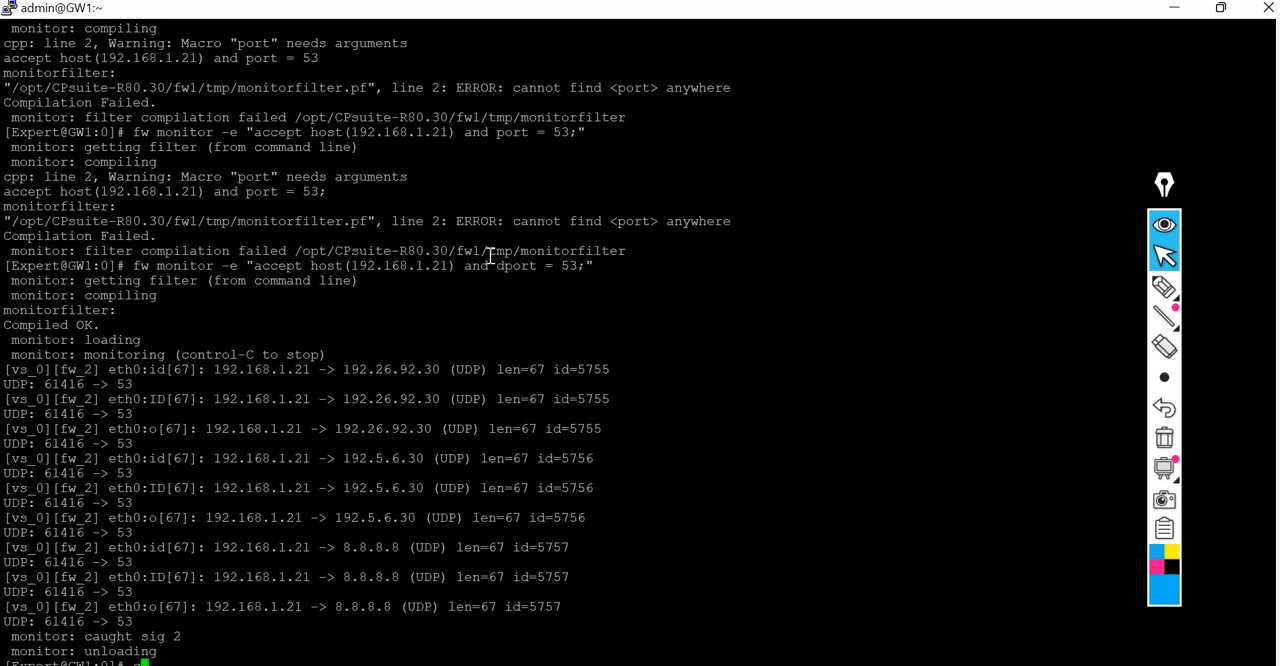 admin@GW1:~
monitor: compiling
cpp: line 2, Warning: Macro "port" needs arguments
accept host(192.168.1.21) and port = 53
monitorfilter:
"/opt/CPsuite-R80.30/fw1/tmp/monitorfilter.pf", line 2: ERROR: cannot find <port> anywhere
Compilation Failed.
monitor: filter compilation failed /opt/CPsuite-R80.30/fw1/tmp/monitorfilter
[Expert@GW1:0]# fw monitor -e "accept host(192.168.1.21) and port = 53;"
monitor: getting filter (from command line)
monitor: compiling
cpp: line 2, Warning: Macro "port" needs arguments
accept host(192.168.1.21) and port = 53;
monitorfilter:
"/opt/CPsuite-R80.30/fw1/tmp/monitorfilter.pf", line 2: ERROR: cannot find <port> anywhere
Compilation Failed.
monitor: filter compilation failed /opt/CPsuite-R80.30/fw1/tmp/monitorfilter
[Expert@GW1:0]# fw monitor -e "accept host(192.168.1.21) and dport = 53;"
monitor: getting filter (from command line)
monitor: compiling
monitorfilter:
Compiled OK.
monitor: loading
monitor: monitoring (control-C to stop)
[vs_0][fw_2] eth0:id[67]: 192.168.1.21 -> 192.26.92.30 (UDP) len=67 id=5755
UDP: 61416 -> 53
[vs_0][fw_2] eth0:ID[67]: 192.168.1.21 -> 192.26.92.30 (UDP) len=67 id=5755
UDP: 61416 -> 53
[vs_0][fw_2] eth0:o[67]: 192.168.1.21 -> 192.26.92.30 (UDP) len=67 id=5755
UDP: 61416 -> 53
[vs_0][fw_2] eth0:id[67]: 192.168.1.21 -> 192.5.6.30 (UDP) len=67 id=5756
UDP: 61416 -> 53
[vs_0][fw_2] eth0:ID[67]: 192.168.1.21 -> 192.5.6.30 (UDP) len=67 id=5756
UDP: 61416 -> 53
[vs_0][fw_2] eth0:o[67]: 192.168.1.21 -> 192.5.6.30 (UDP) len=67 id=5756
UDP: 61416 -> 53
[vs_0][fw_2] eth0:id[67]: 192.168.1.21 -> 8.8.8.8 (UDP) len=67 id=5757
UDP: 61416 -> 53
[vs_0][fw_2] eth0:ID[67]: 192.168.1.21 -> 8.8.8.8 (UDP) len=67 id=5757
UDP: 61416 -> 53
[vs_0][fw_2] eth0:o[67]: 192.168.1.21 -> 8.8.8.8 (UDP) len=67 id=5757
UDP: 61416 -> 53
monitor: caught sig 2
monitor: unloading
[Expert@GW1:0]#